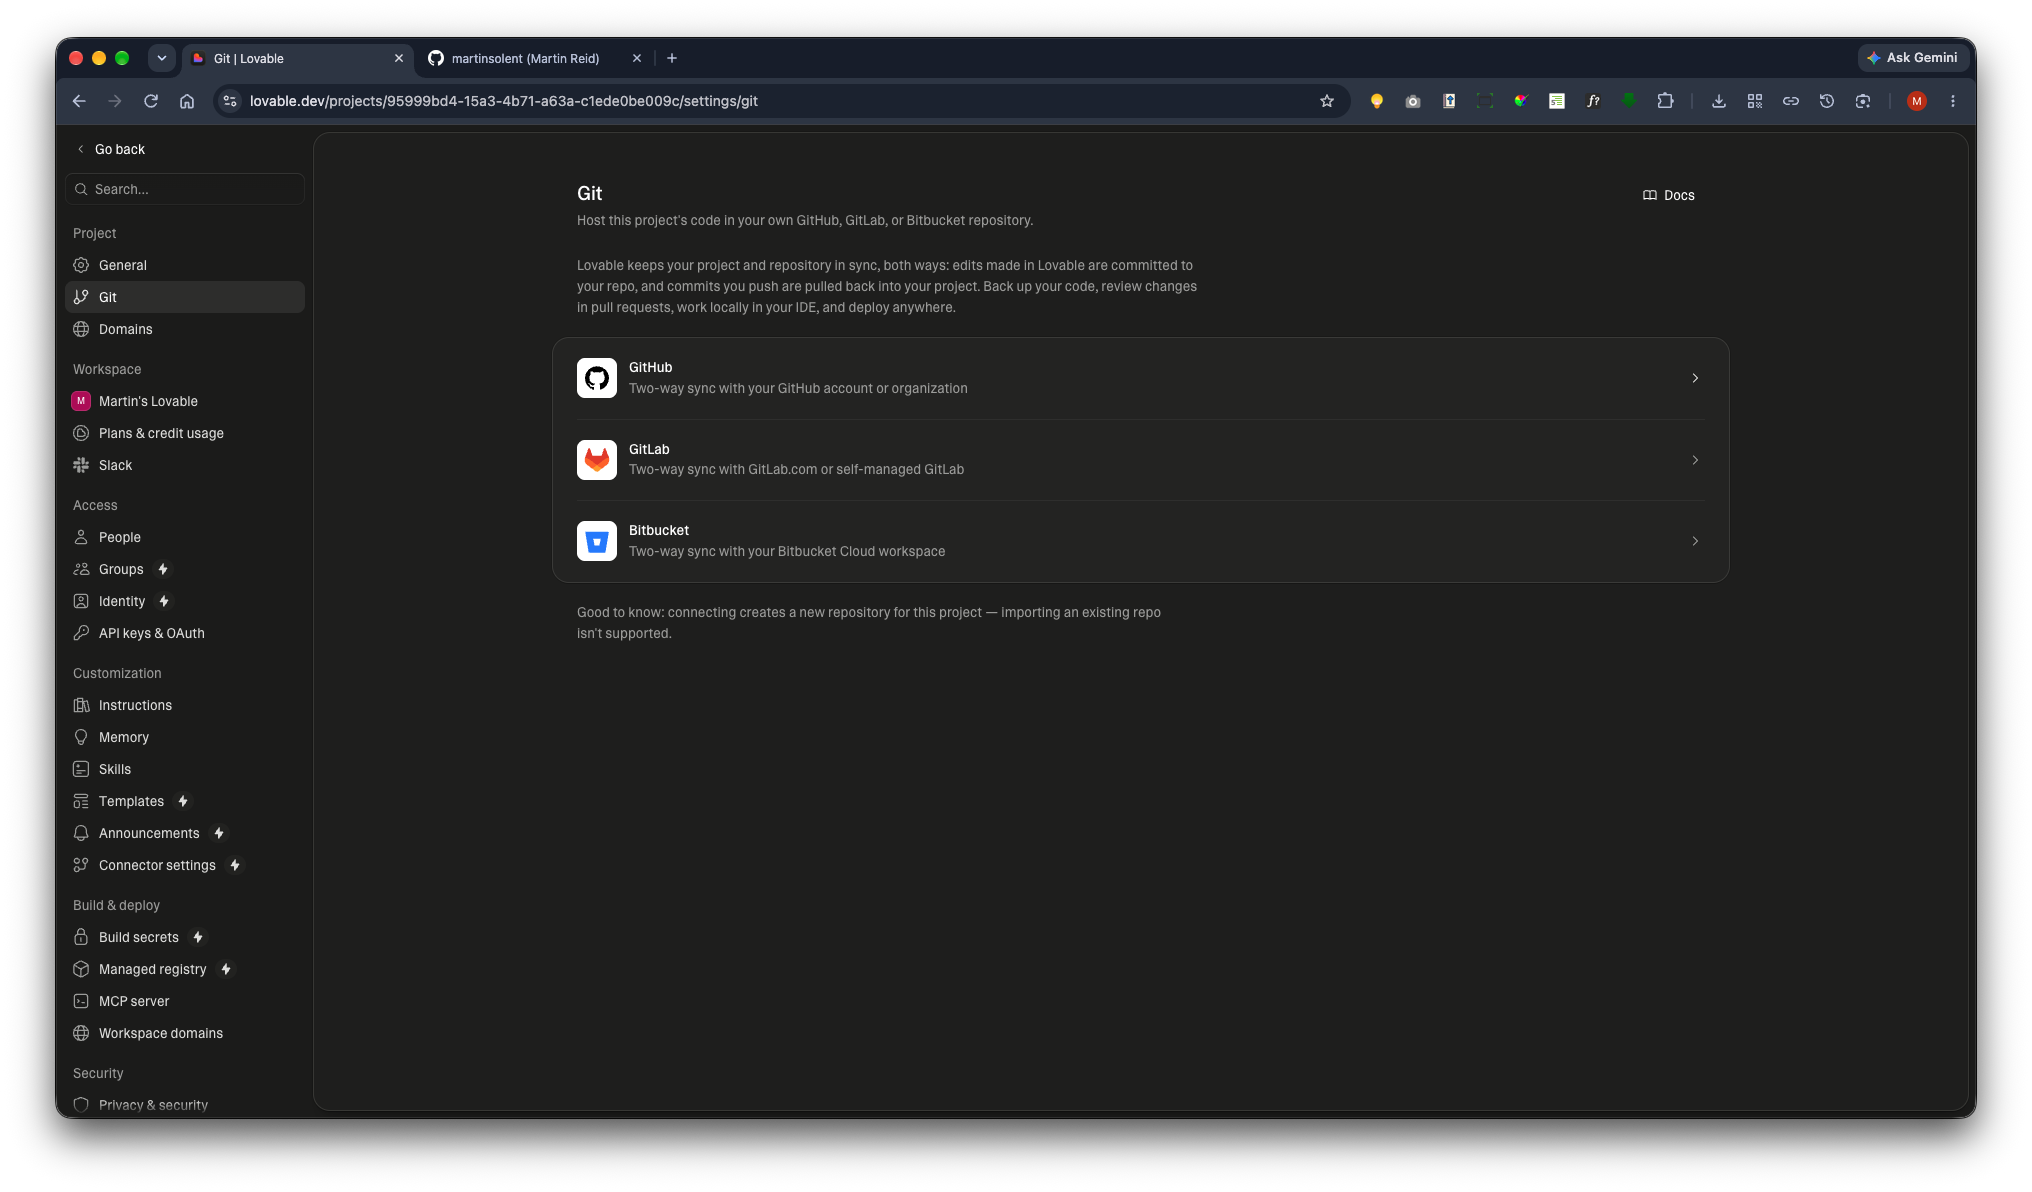 Git | Lovable
martinsolent (Martin Reid)
Ask Gemini
lovable.dev/projects/95999bd4-15a3-4b71-a63a-c1ede0be009c/settings/git
f?
M
Go back
Search...
Project
General
Git
Domains
Workspace
M Martin's Lovable
Plans & credit usage
Slack
Access
People
Groups
Identity
API keys & OAuth
Customization
Instructions
Memory
Skills
Templates
Announcements
Connector settings
Build & deploy
Build secrets
Managed registry
MCP server
Workspace domains
Security
Privacy & security
Git
Docs
Host this project's code in your own GitHub, GitLab, or Bitbucket repository.
Lovable keeps your project and repository in sync, both ways: edits made in Lovable are committed to
your repo, and commits you push are pulled back into your project. Back up your code, review changes
in pull requests, work locally in your IDE, and deploy anywhere.
GitHub
Two-way sync with your GitHub account or organization
GitLab
Two-way sync with GitLab.com or self-managed GitLab
Bitbucket
Two-way sync with your Bitbucket Cloud workspace
Good to know: connecting creates a new repository for this project — importing an existing repo
isn't supported.